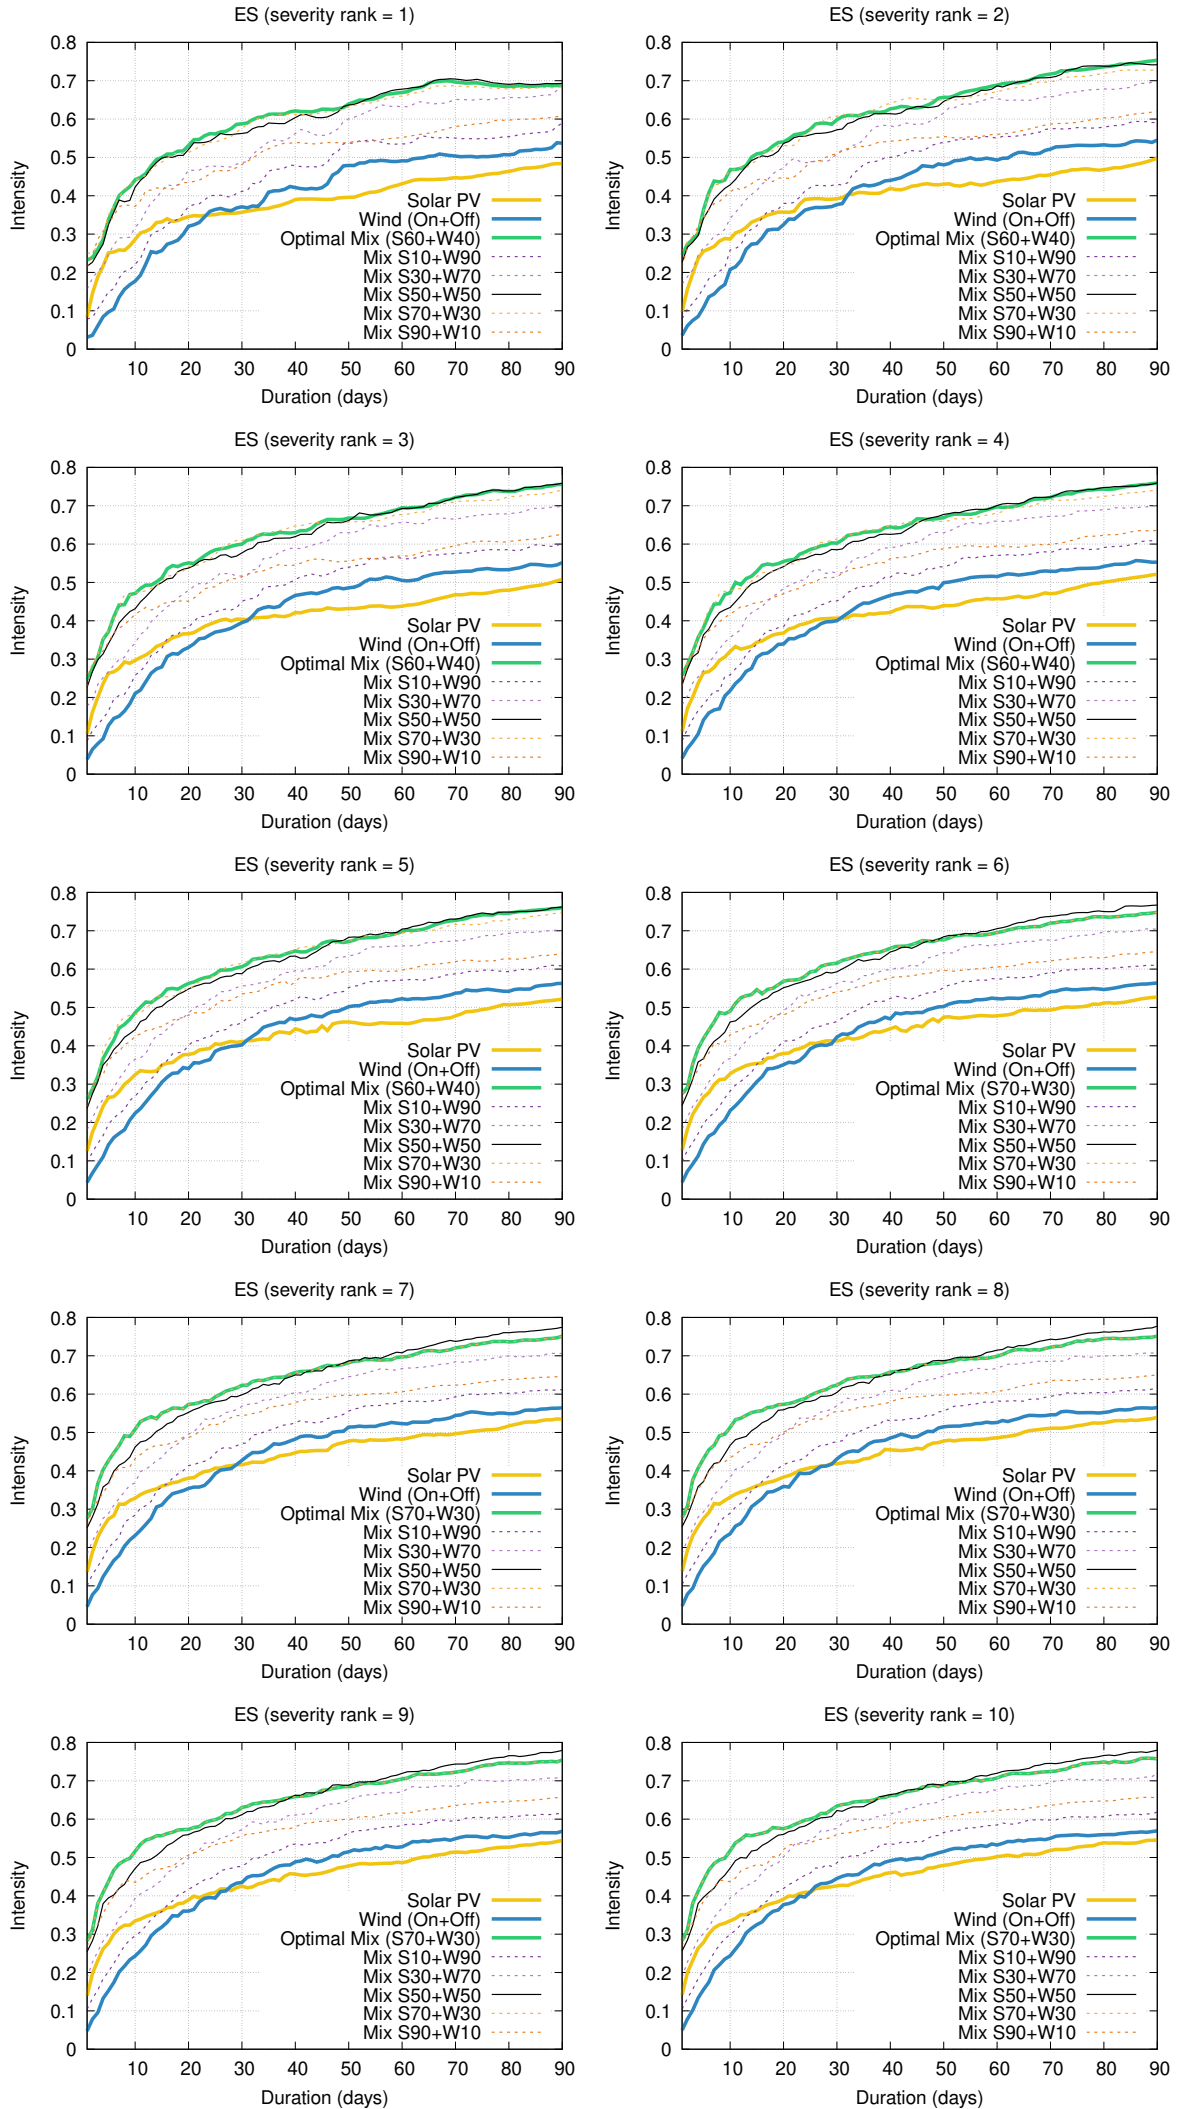 ES (severity rank = 1)
0.8
0.7
0.6
0.5
0.4
0.3
0.2
0.1
0
Intensity
Solar PV
Wind (On+Off)
Optimal Mix (S60+W40)
Mix S10+W90
Mix S30+W70
Mix S50+W50
Mix S70+W30
Mix S90+W10
10 20 30 40 50 60 70 80 90
Duration (days)
ES (severity rank = 2)
0.8
0.7
0.6
0.5
0.4
0.3
0.2
0.1
0
Intensity
Solar PV
Wind (On+Off)
Optimal Mix (S60+W40)
Mix S10+W90
Mix S30+W70
Mix S50+W50
Mix S70+W30
Mix S90+W10
10 20 30 40 50 60 70 80 90
Duration (days)
ES (severity rank = 3)
0.8
0.7
0.6
0.5
0.4
0.3
0.2
0.1
0
Intensity
Solar PV
Wind (On+Off)
Optimal Mix (S60+W40)
Mix S10+W90
Mix S30+W70
Mix S50+W50
Mix S70+W30
Mix S90+W10
10 20 30 40 50 60 70 80 90
Duration (days)
ES (severity rank = 4)
0.8
0.7
0.6
0.5
0.4
0.3
0.2
0.1
0
Intensity
Solar PV
Wind (On+Off)
Optimal Mix (S60+W40)
Mix S10+W90
Mix S30+W70
Mix S50+W50
Mix S70+W30
Mix S90+W10
10 20 30 40 50 60 70 80 90
Duration (days)
ES (severity rank = 5)
0.8
0.7
0.6
0.5
0.4
0.3
0.2
0.1
0
Intensity
Solar PV
Wind (On+Off)
Optimal Mix (S60+W40)
Mix S10+W90
Mix S30+W70
Mix S50+W50
Mix S70+W30
Mix S90+W10
10 20 30 40 50 60 70 80 90
Duration (days)
ES (severity rank = 6)
0.8
0.7
0.6
0.5
0.4
0.3
0.2
0.1
0
Intensity
Solar PV
Wind (On+Off)
Optimal Mix (S70+W30)
Mix S10+W90
Mix S30+W70
Mix S50+W50
Mix S70+W30
Mix S90+W10
10 20 30 40 50 60 70 80 90
Duration (days)
ES (severity rank = 7)
0.8
0.7
0.6
0.5
0.4
0.3
0.2
0.1
0
Intensity
Solar PV
Wind (On+Off)
Optimal Mix (S70+W30)
Mix S10+W90
Mix S30+W70
Mix S50+W50
Mix S70+W30
Mix S90+W10
10 20 30 40 50 60 70 80 90
Duration (days)
ES (severity rank = 8)
0.8
0.7
0.6
0.5
0.4
0.3
0.2
0.1
0
Intensity
Solar PV
Wind (On+Off)
Optimal Mix (S70+W30)
Mix S10+W90
Mix S30+W70
Mix S50+W50
Mix S70+W30
Mix S90+W10
10 20 30 40 50 60 70 80 90
Duration (days)
ES (severity rank = 9)
0.8
0.7
0.6
0.5
0.4
0.3
0.2
0.1
0
Intensity
Solar PV
Wind (On+Off)
Optimal Mix (S70+W30)
Mix S10+W90
Mix S30+W70
Mix S50+W50
Mix S70+W30
Mix S90+W10
10 20 30 40 50 60 70 80 90
Duration (days)
ES (severity rank = 10)
0.8
0.7
0.6
0.5
0.4
0.3
0.2
0.1
0
Intensity
Solar PV
Wind (On+Off)
Optimal Mix (S70+W30)
Mix S10+W90
Mix S30+W70
Mix S50+W50
Mix S70+W30
Mix S90+W10
10 20 30 40 50 60 70 80 90
Duration (days)